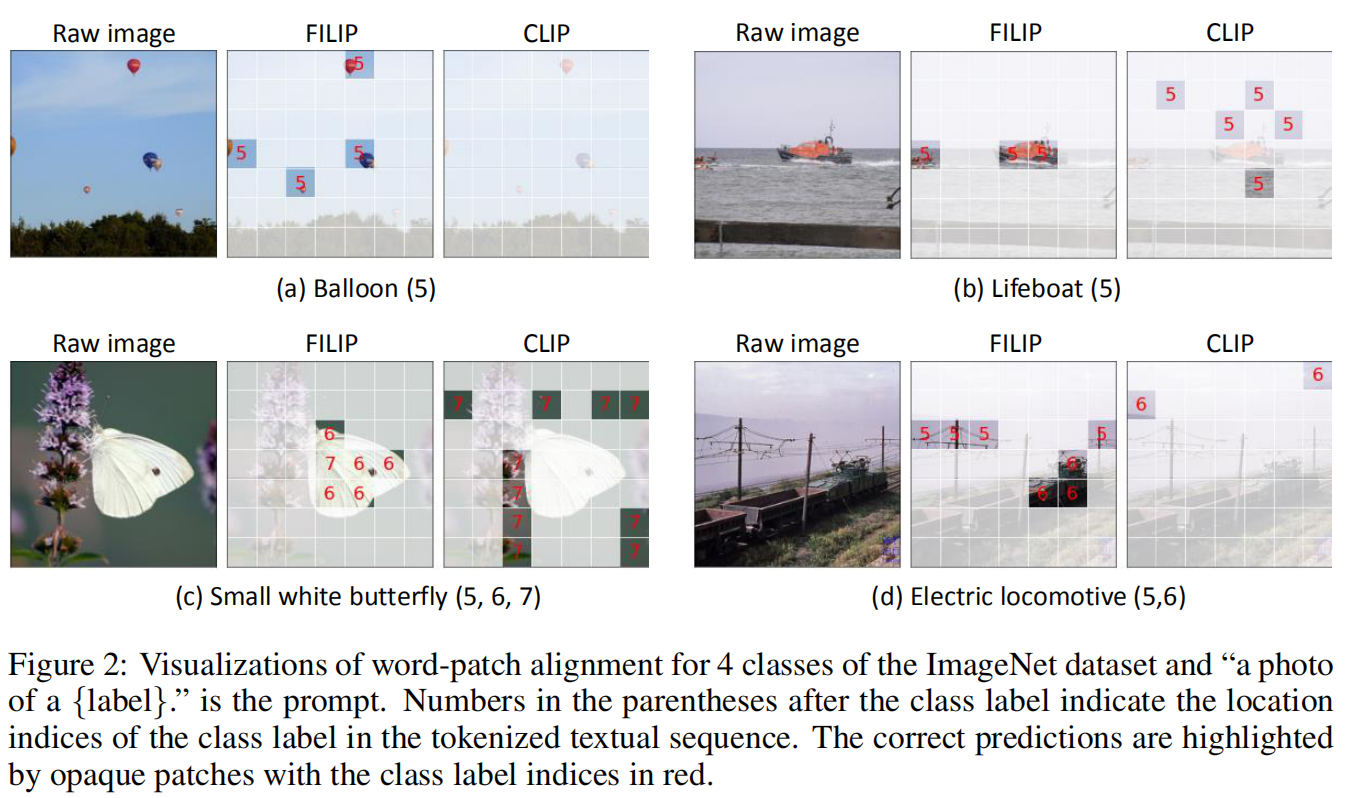 Raw image FILIP CLIP Raw image FILIP CLIP
5
5 5
5 5
5 5
5 5 5
5
5
(a) Balloon (5) (b) Lifeboat (5)
Raw image FILIP CLIP Raw image FILIP CLIP
6
7 7 7 7 6
6 5 5 5 5
7 6 6 7 6
6 6 7 6 6
7 7
7 7
(c) Small white butterfly (5, 6, 7) (d) Electric locomotive (5,6)
Figure 2: Visualizations of word-patch alignment for 4 classes of the ImageNet dataset and “a photo
of a {label}.” is the prompt. Numbers in the parentheses after the class label indicate the location
indices of the class label in the tokenized textual sequence. The correct predictions are highlighted
by opaque patches with the class label indices in red.